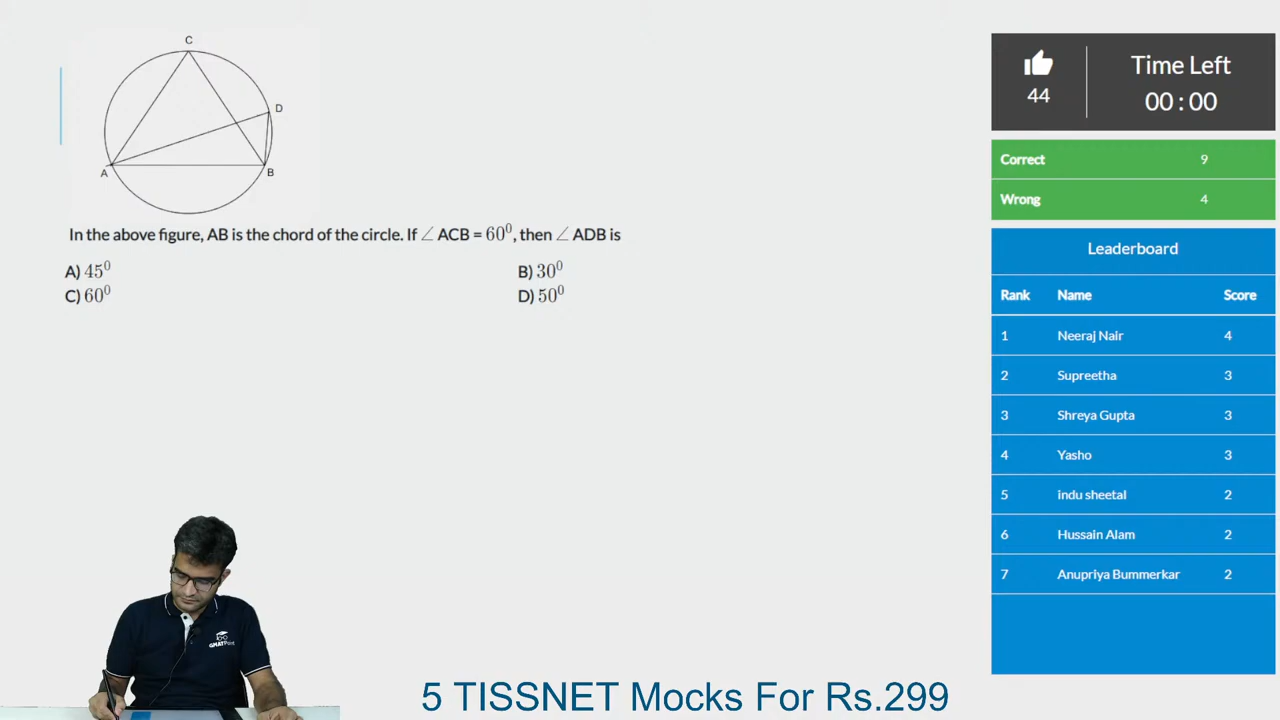 C
D
A
B
In the above figure, AB is the chord of the circle. If ∠ ACB = 60⁰, then ∠ ADB is
A) 45⁰
B) 30⁰
C) 60⁰
D) 50⁰
44
Time Left
00 : 00
Correct 9
Wrong 4
Leaderboard
Rank Name Score
1 Neeraj Nair 4
2 Supreetha 3
3 Shreya Gupta 3
4 Yasho 3
5 indu sheetal 2
6 Hussain Alam 2
7 Anupriya Bummerkar 2
GMATPoint
5 TISSNET Mocks For Rs.299